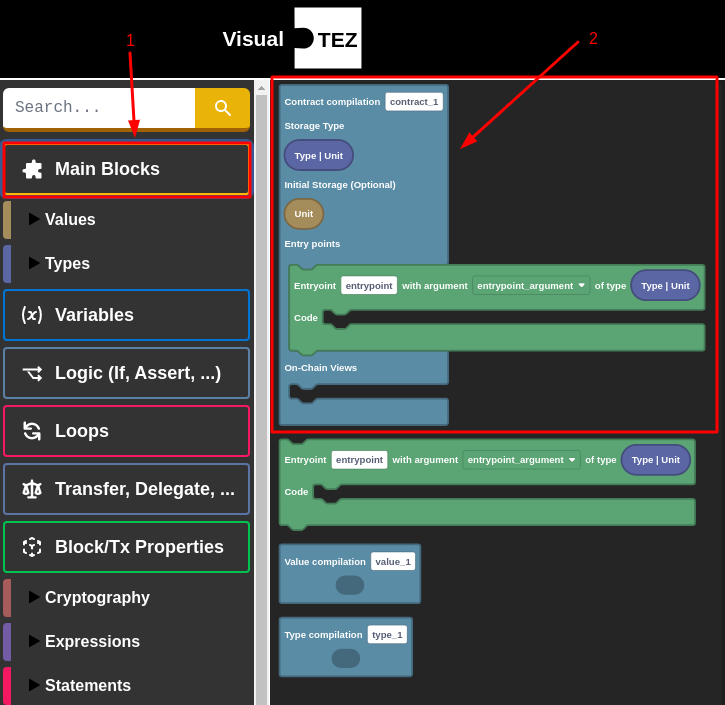 Visual TEZ
1
2
Search...
Main Blocks
Values
Types
Variables
Logic (If, Assert, ...)
Loops
Transfer, Delegate, ...
Block/Tx Properties
Cryptography
Expressions
Statements
Contract compilation contract_1
Storage Type
Type | Unit
Initial Storage (Optional)
Unit
Entry points
Entryoint entrypoint with argument entrypoint_argument of type Type | Unit
Code
On-Chain Views
Entryoint entrypoint with argument entrypoint_argument of type Type | Unit
Code
Value compilation value_1
Type compilation type_1